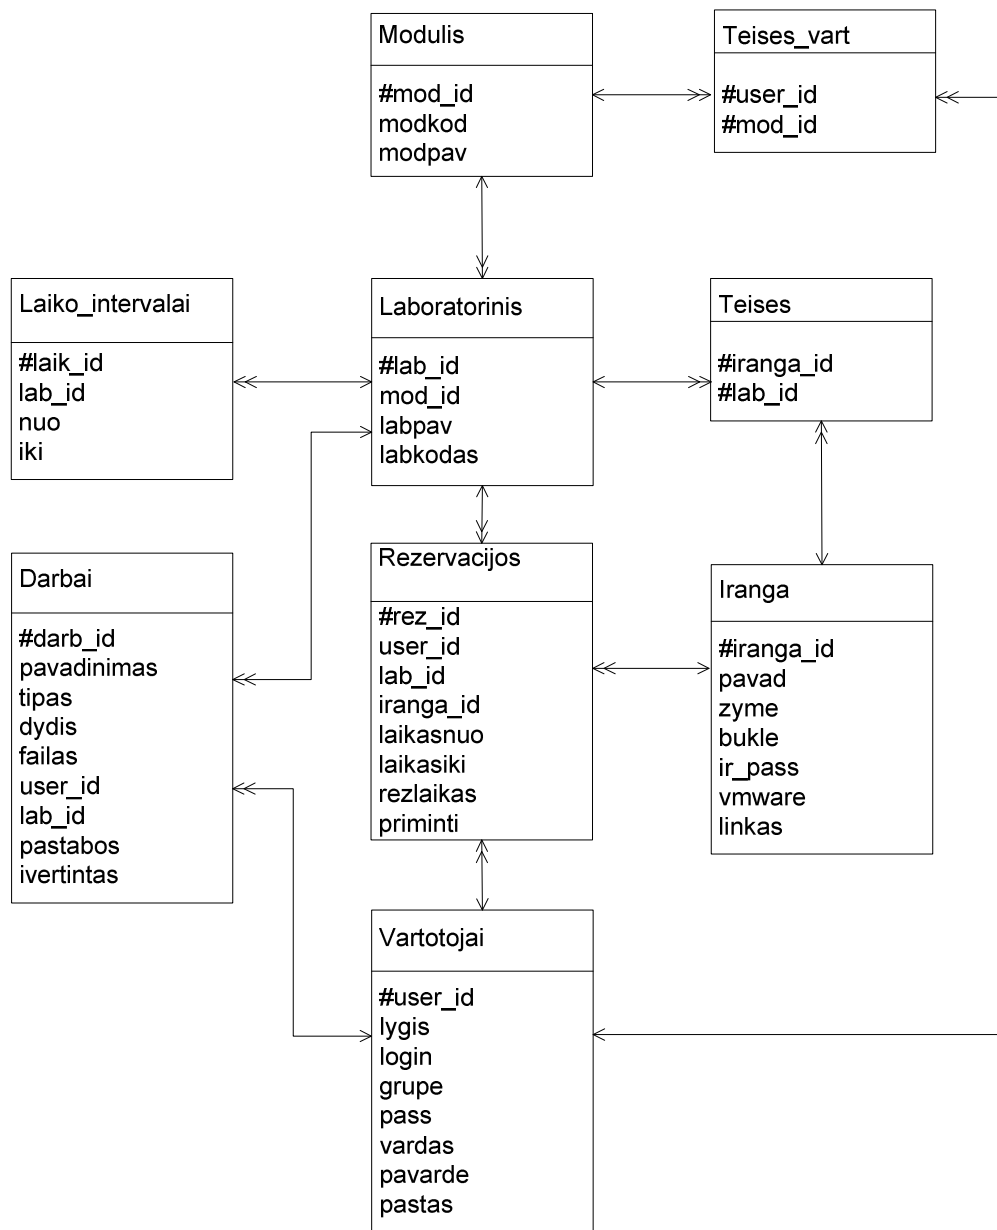 Modulis
#mod_id
modkod
modpav
Teises_vart
#user_id
#mod_id
Laiko_intervalai
#laik_id
lab_id
nuo
iki
Laboratorinis
#lab_id
mod_id
labpav
labkodas
Teises
#iranga_id
#lab_id
Darbai
#darb_id
pavadinimas
tipas
dydis
failas
user_id
lab_id
pastabos
ivertintas
Rezervacijos
#rez_id
user_id
lab_id
iranga_id
laikasnuo
laikasiki
rezlaikas
priminti
Iranga
#iranga_id
pavad
zyme
bukle
ir_pass
vmware
linkas
Vartotojai
#user_id
lygis
login
grupe
pass
vardas
pavarde
pastas